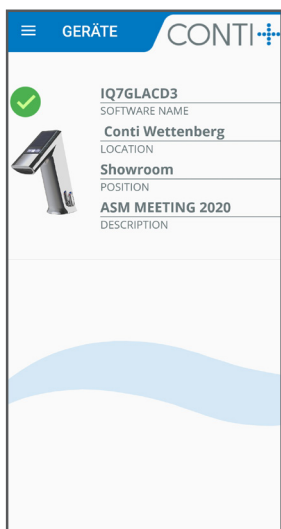 GERÄTE
CONTI+
IQ7GLACD3
SOFTWARE NAME
Conti Wettenberg
LOCATION
Showroom
POSITION
ASM MEETING 2020
DESCRIPTION